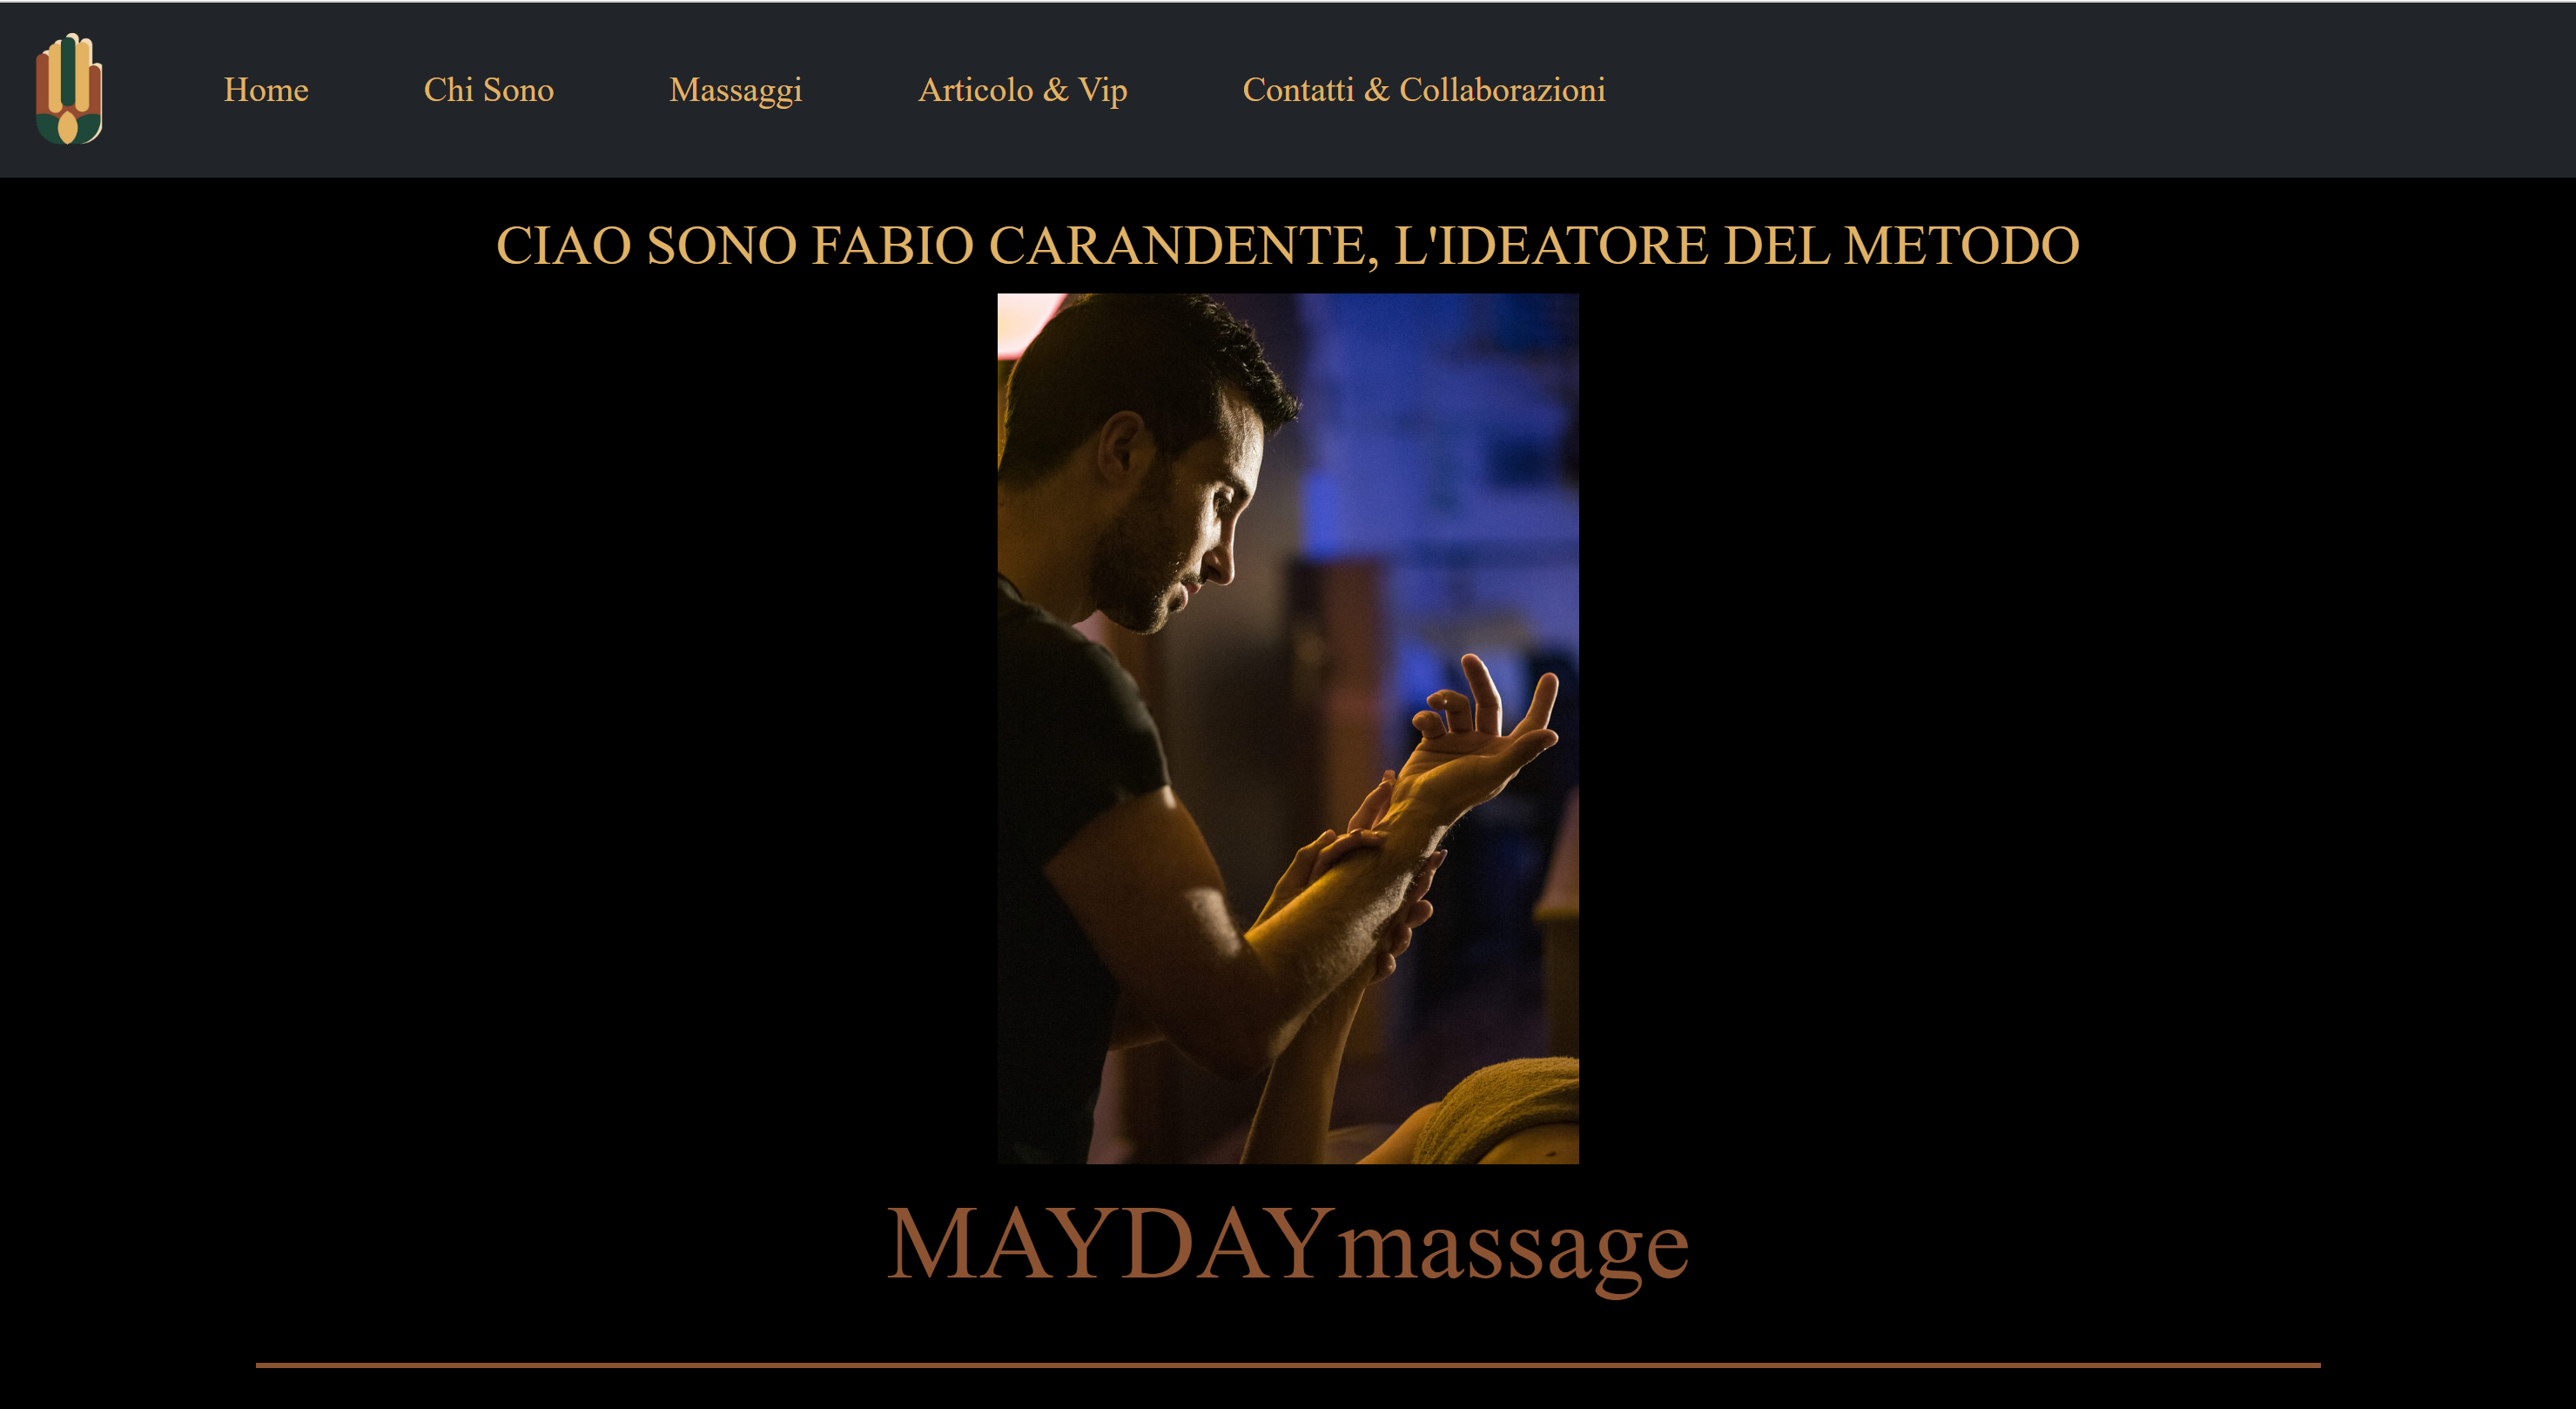 Home
Chi Sono
Massaggi
Articolo & Vip
Contatti & Collaborazioni
CIAO SONO FABIO CARANDENTE, L'IDEATORE DEL METODO
MAYDAYmassage